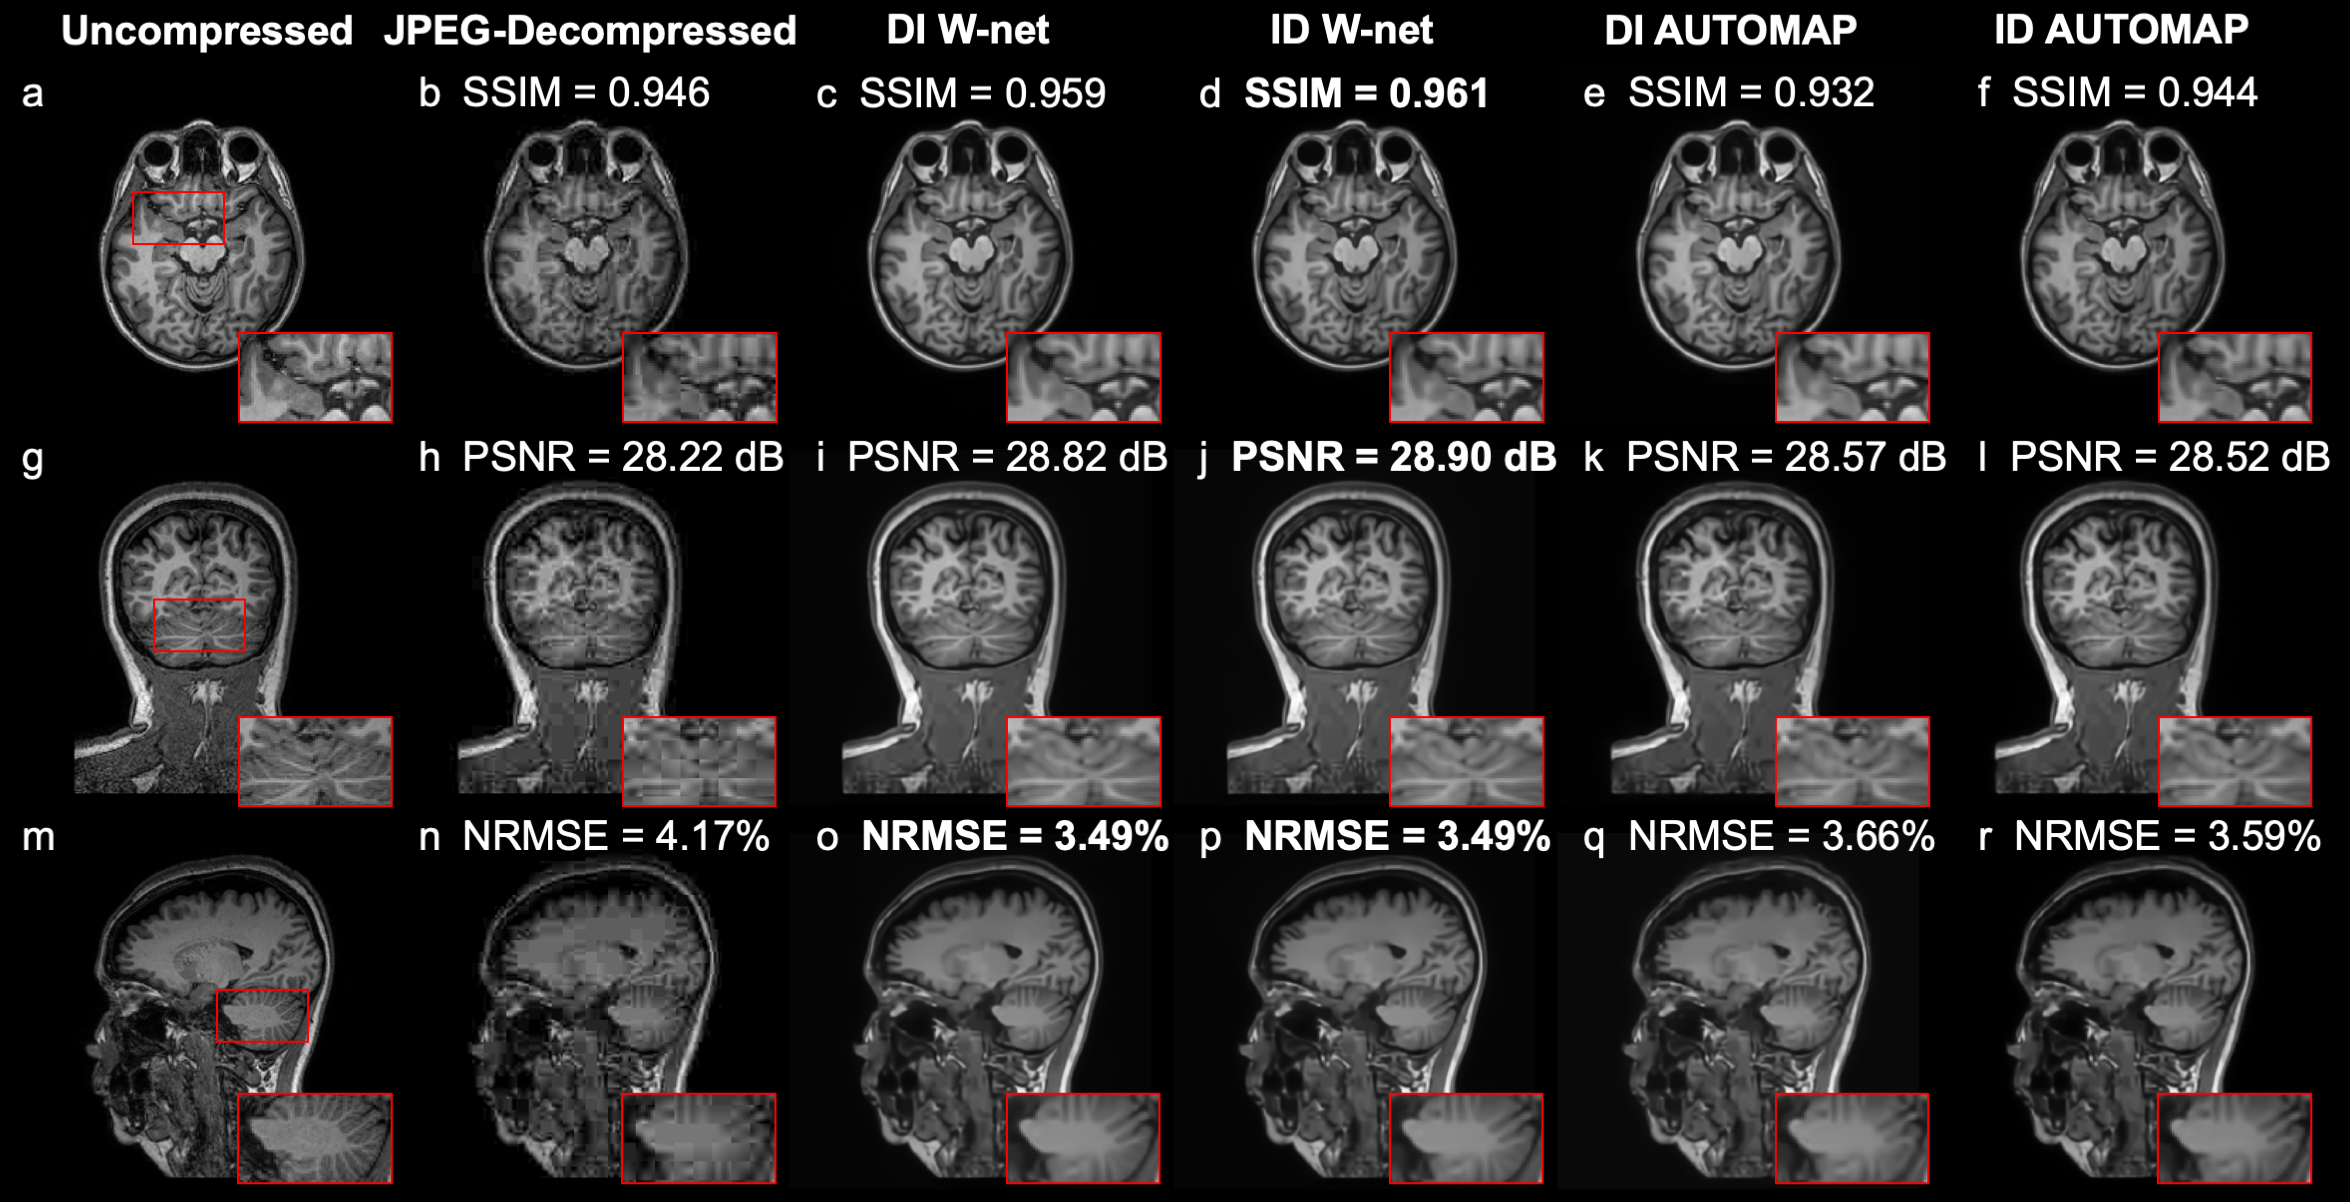 Uncompressed JPEG-Decompressed DI W-net ID W-net DI AUTOMAP ID AUTOMAP
a b SSIM = 0.946 c SSIM = 0.959 d SSIM = 0.961 e SSIM = 0.932 f SSIM = 0.944
g h PSNR = 28.22 dB i PSNR = 28.82 dB j PSNR = 28.90 dB k PSNR = 28.57 dB l PSNR = 28.52 dB
m n NRMSE = 4.17% o NRMSE = 3.49% p NRMSE = 3.49% q NRMSE = 3.66% r NRMSE = 3.59%